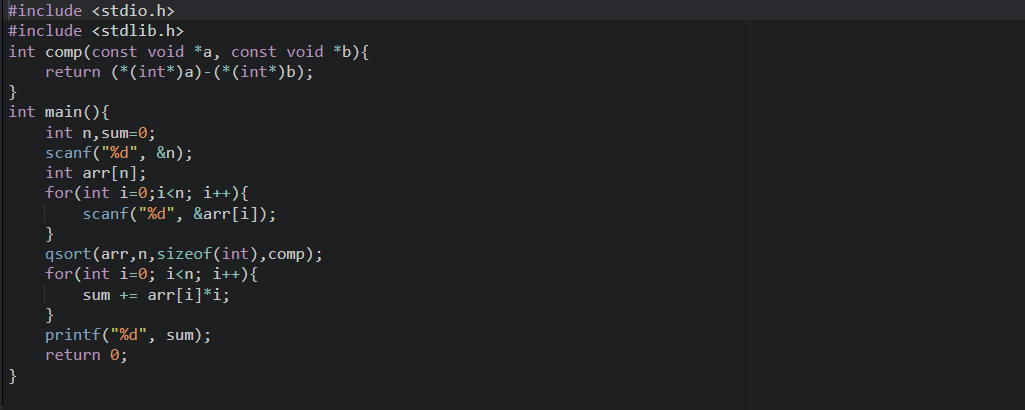 #include <stdio.h>
#include <stdlib.h>
int comp(const void *a, const void *b){
    return (*(int*)a)-(*(int*)b);
}
int main(){
    int n,sum=0;
    scanf("%d", &n);
    int arr[n];
    for(int i=0;i<n; i++){
        scanf("%d", &arr[i]);
    }
    qsort(arr,n,sizeof(int),comp);
    for(int i=0; i<n; i++){
        sum += arr[i]*i;
    }
    printf("%d", sum);
    return 0;
}